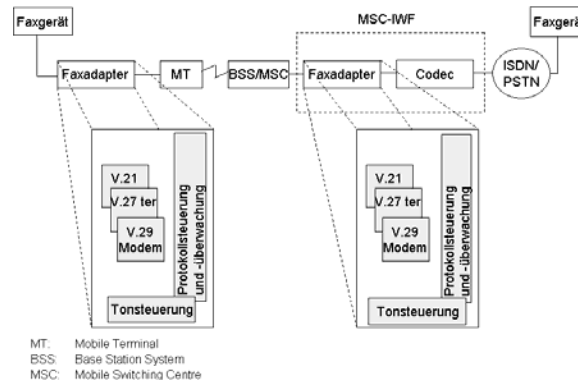 Faxgerät
MSC-IWF
Faxgerät
Faxadapter
MT
BSS/MSC
Faxadapter
Codec
ISDN/
PSTN
V.21
V.27 ter
V.29
Modem
Protokollsteuerung
und -überwachung
Tonsteuerung
V.21
V.27 ter
V.29
Modem
Protokollsteuerung
und -überwachung
Tonsteuerung
MT: Mobile Terminal
BSS: Base Station System
MSC: Mobile Switching Centre